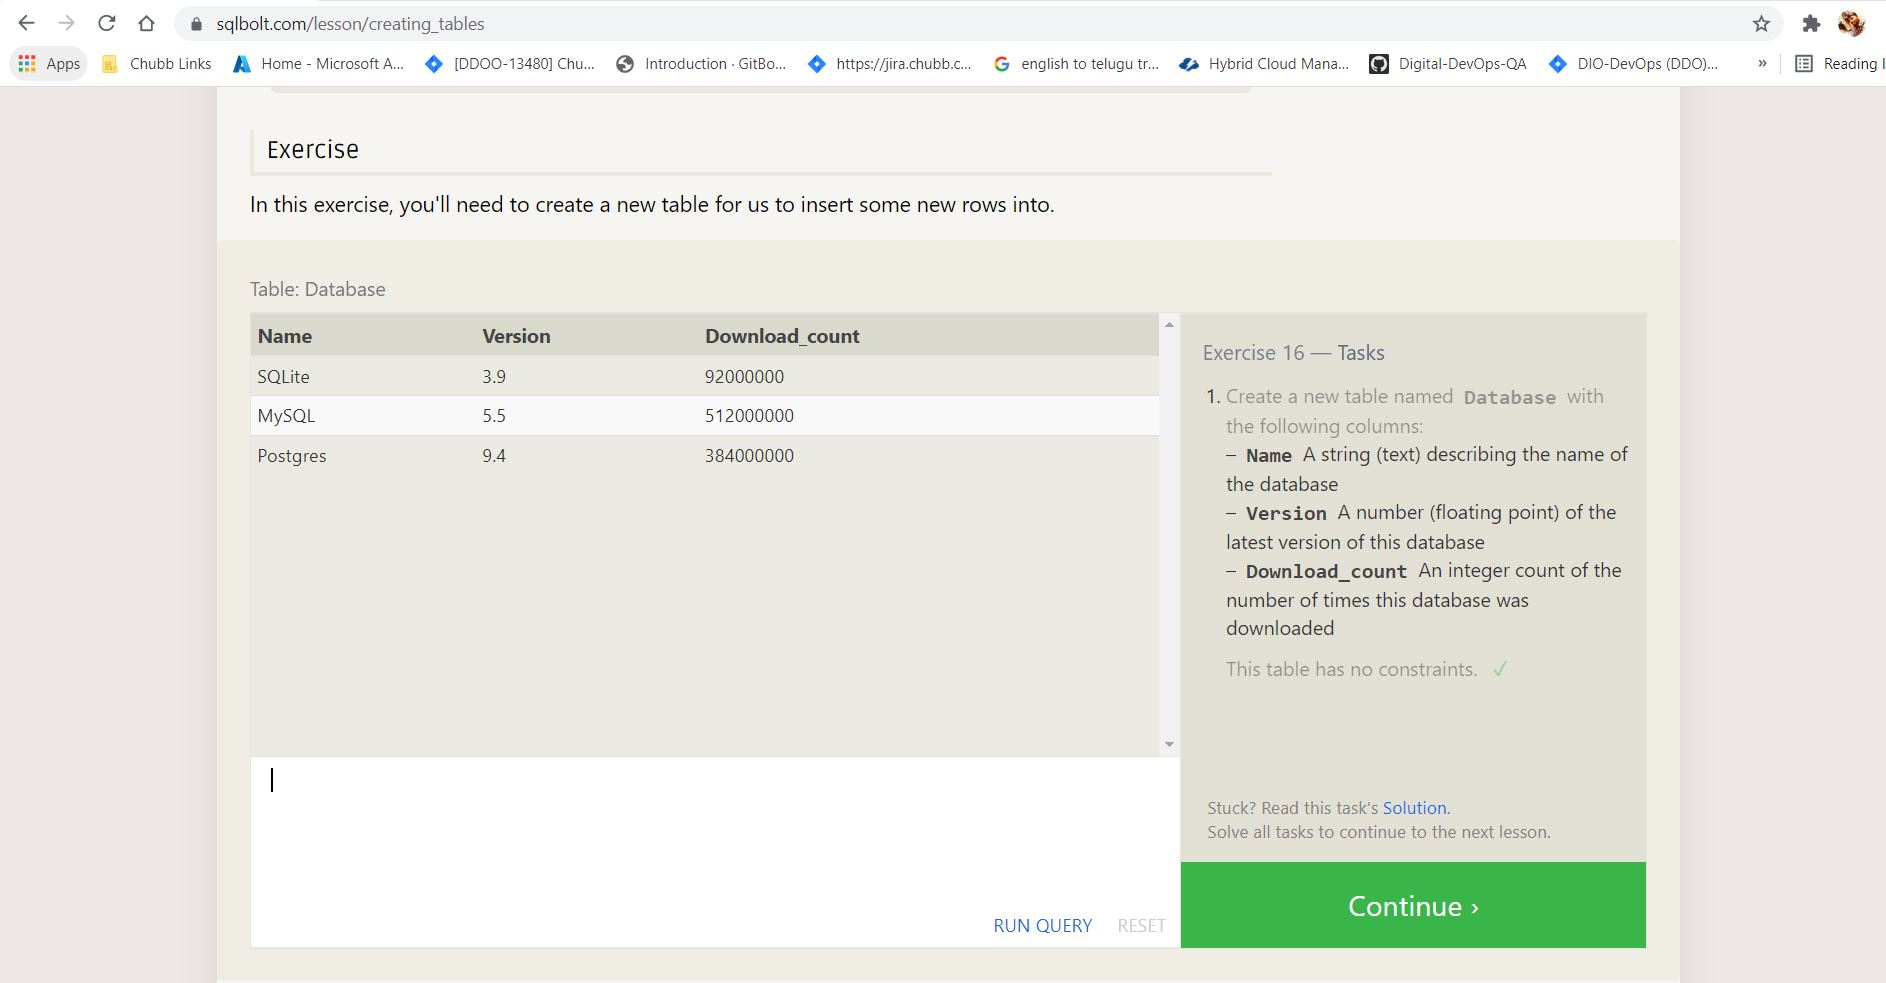 sqlbolt.com/lesson/creating_tables
Apps Chubb Links Home - Microsoft A... [DDOO-13480] Chu... Introduction · GitBo... https://jira.chubb.c... english to telugu tr... Hybrid Cloud Mana... Digital-DevOps-QA DIO-DevOps (DDO)... » Reading l
Exercise
In this exercise, you'll need to create a new table for us to insert some new rows into.
Table: Database
Name Version Download_count
SQLite 3.9 92000000
MySQL 5.5 512000000
Postgres 9.4 384000000
Exercise 16 — Tasks
1. Create a new table named Database with
the following columns:
– Name A string (text) describing the name of
the database
– Version A number (floating point) of the
latest version of this database
– Download_count An integer count of the
number of times this database was
downloaded
This table has no constraints. ✓
Stuck? Read this task's Solution.
Solve all tasks to continue to the next lesson.
RUN QUERY RESET
Continue ›